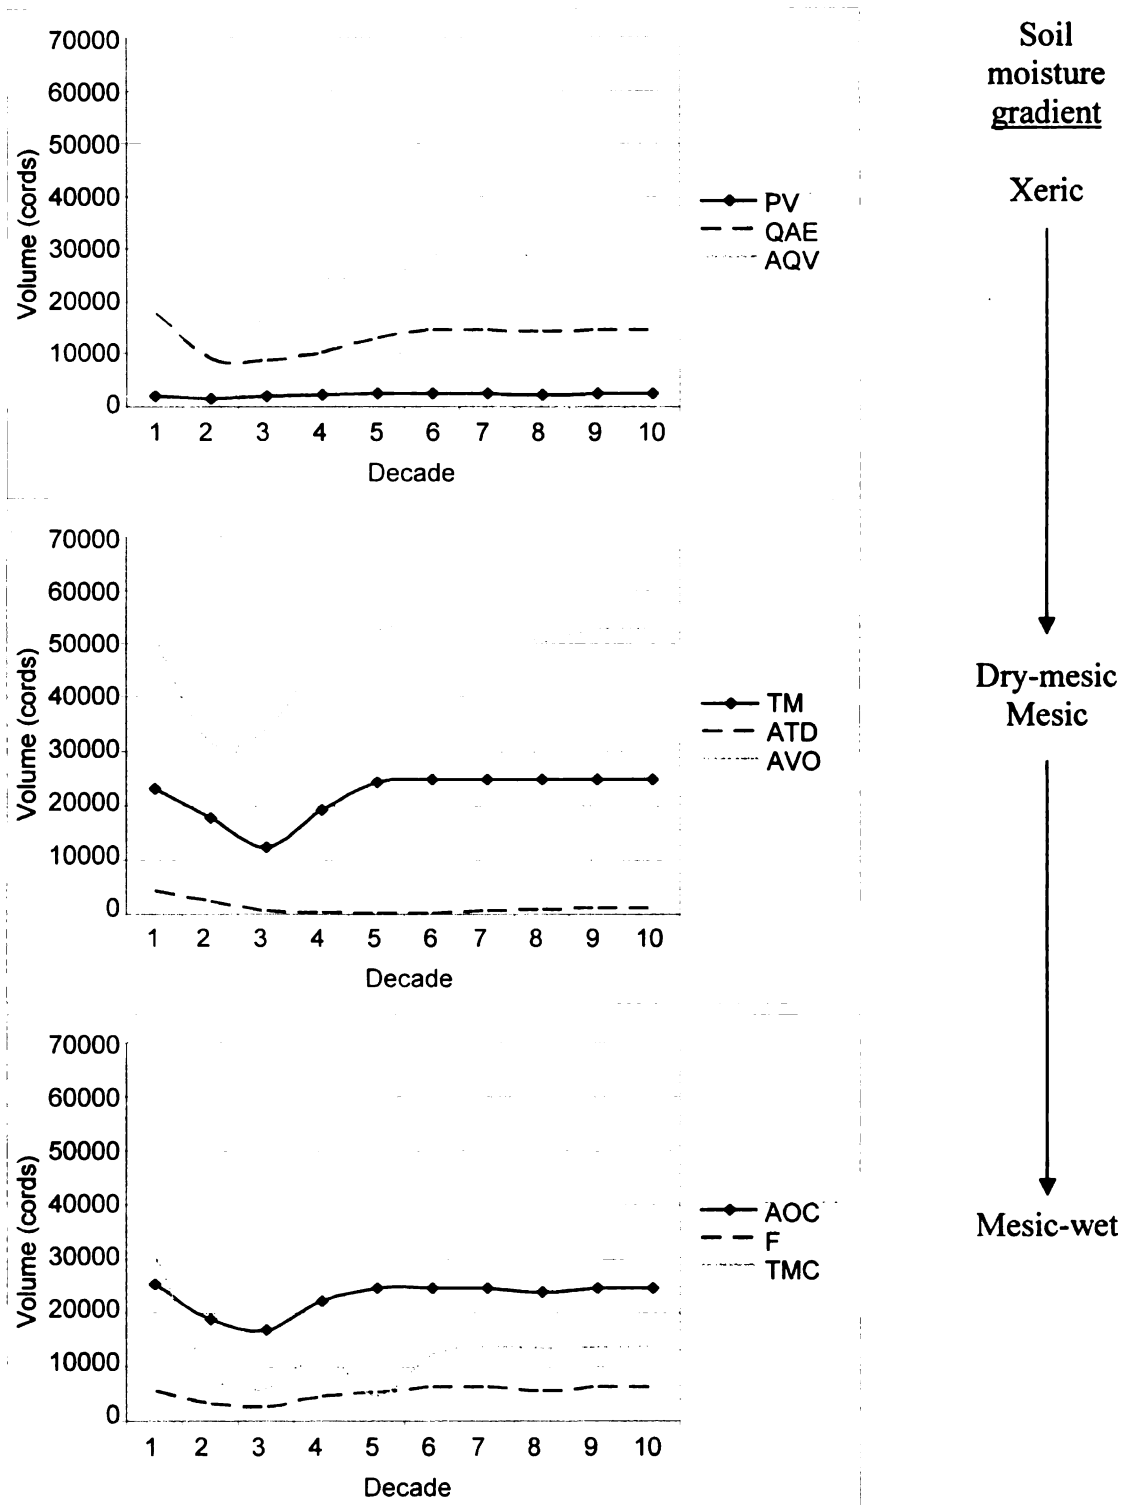 Soil
moisture
gradient
Xeric
Dry-mesic
Mesic
Mesic-wet
70000
60000
50000
40000
30000
20000
10000
0
Volume (cords)
1 2 3 4 5 6 7 8 9 10
Decade
PV
QAE
AQV
70000
60000
50000
40000
30000
20000
10000
0
Volume (cords)
1 2 3 4 5 6 7 8 9 10
Decade
TM
ATD
AVO
70000
60000
50000
40000
30000
20000
10000
0
Volume (cords)
1 2 3 4 5 6 7 8 9 10
Decade
AOC
F
TMC